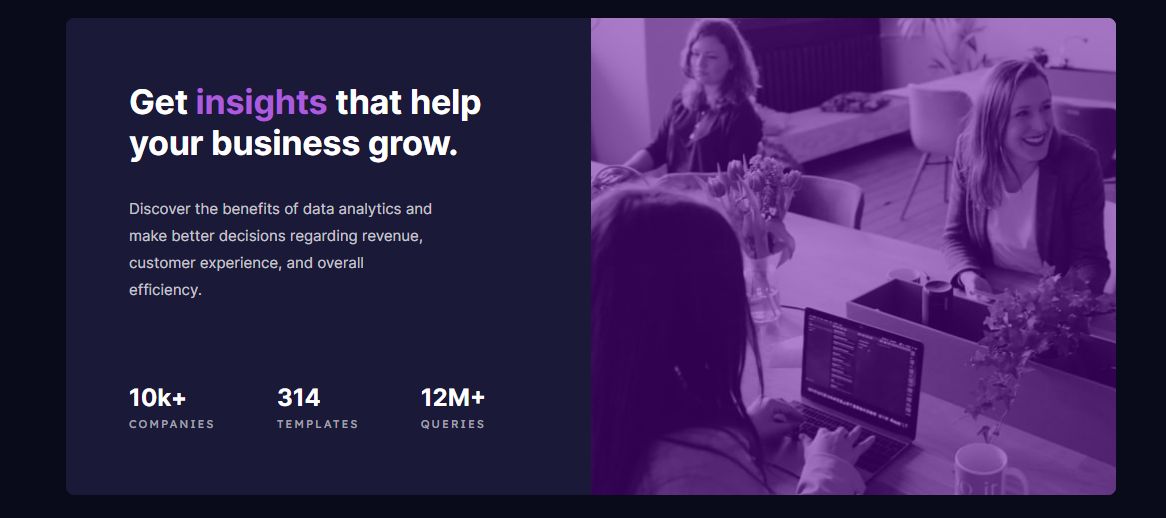 Get insights that help
your business grow.
Discover the benefits of data analytics and
make better decisions regarding revenue,
customer experience, and overall
efficiency.
10k+ 314 12M+
COMPANIES TEMPLATES QUERIES